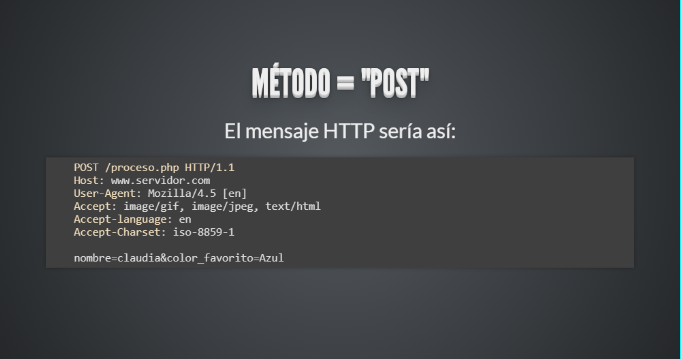 MÉTODO = "POST"
El mensaje HTTP sería así:
POST /proceso.php HTTP/1.1
Host: www.servidor.com
User-Agent: Mozilla/4.5 [en]
Accept: image/gif, image/jpeg, text/html
Accept-language: en
Accept-Charset: iso-8859-1
nombre=claudia&color_favorito=Azul